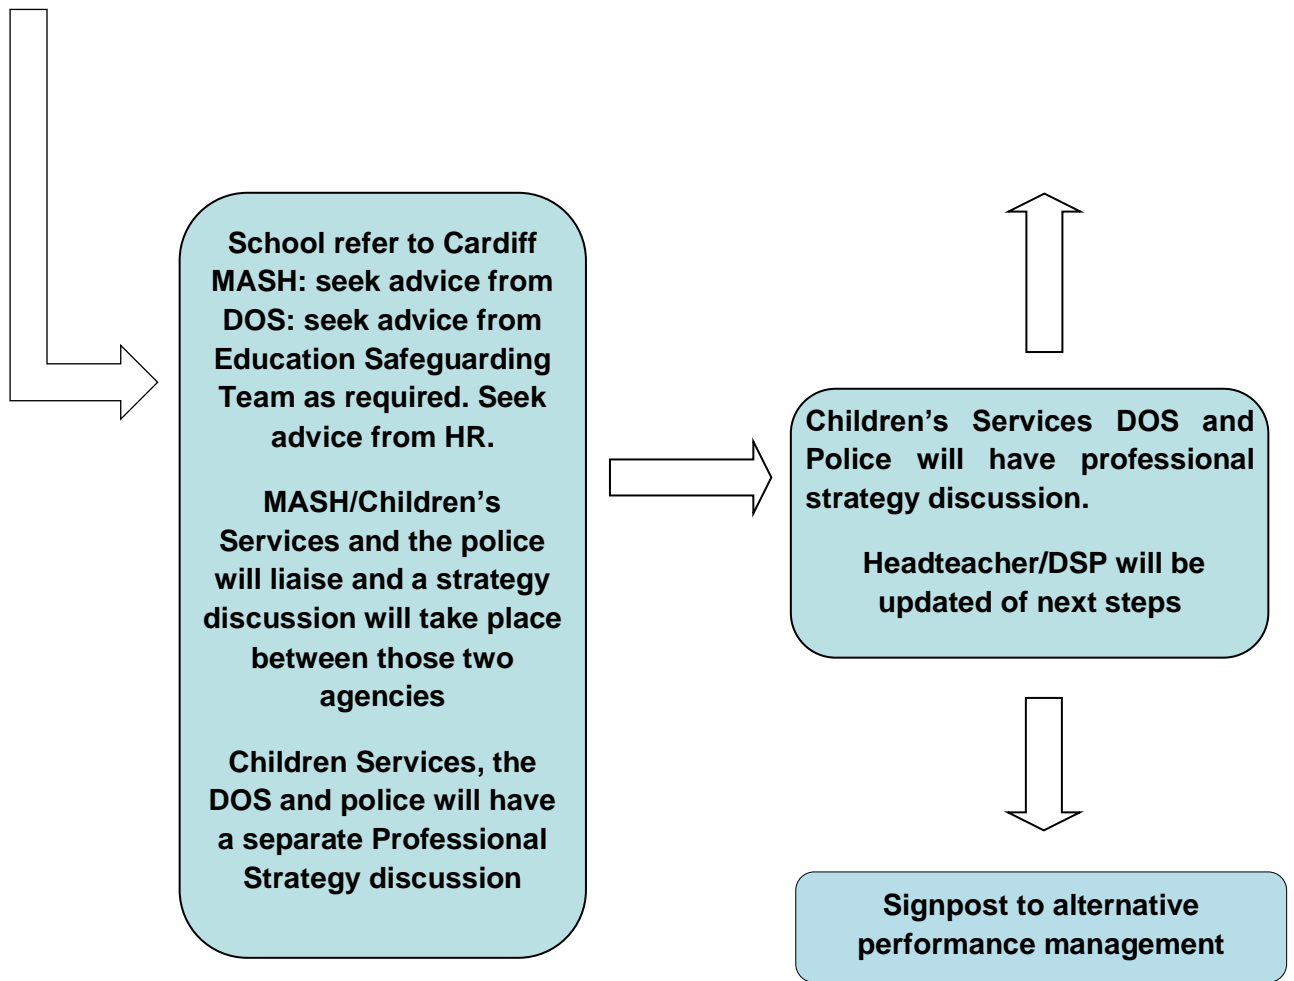 School refer to Cardiff
MASH: seek advice from
DOS: seek advice from
Education Safeguarding
Team as required. Seek
advice from HR.
MASH/Children’s
Services and the police
will liaise and a strategy
discussion will take place
between those two
agencies
Children Services, the
DOS and police will have
a separate Professional
Strategy discussion
Children’s Services DOS and
Police will have professional
strategy discussion.
Headteacher/DSP will be
updated of next steps
Signpost to alternative
performance management